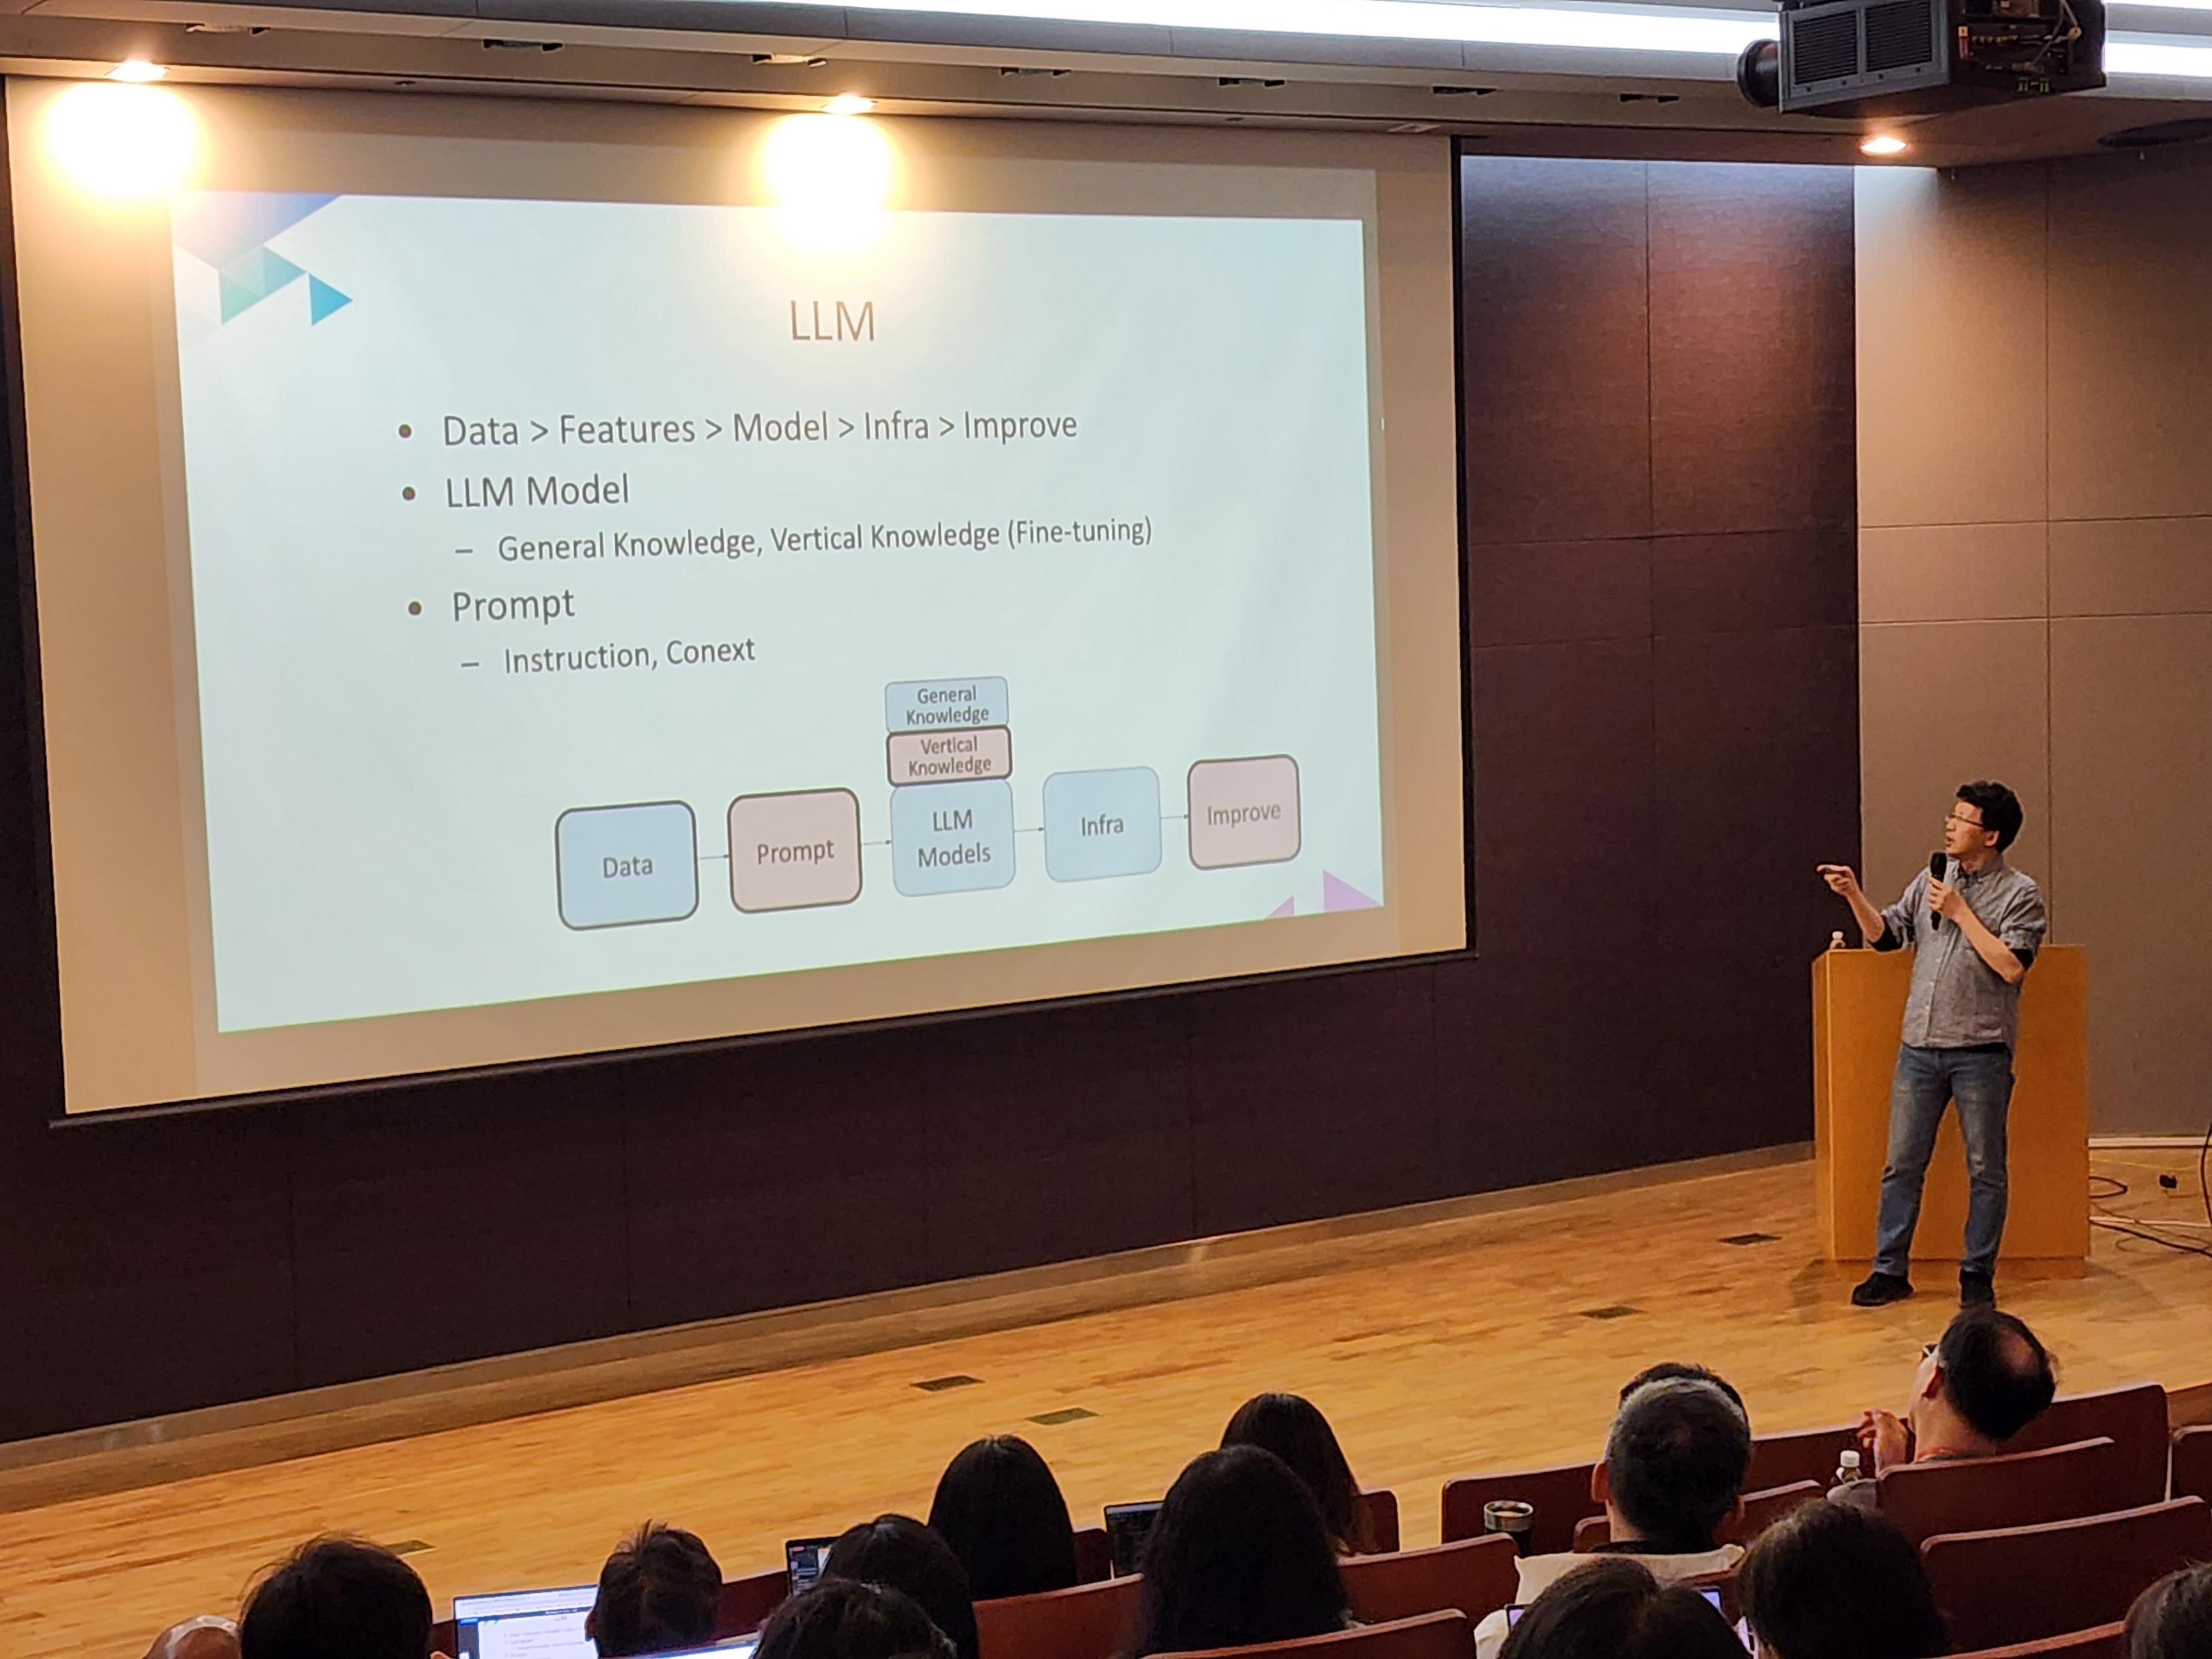 LLM
• Data > Features > Model > Infra > Improve
• LLM Model
– General Knowledge, Vertical Knowledge (Fine-tuning)
• Prompt
– Instruction, Conext
General
Knowledge
Vertical
Knowledge
Data
Prompt
LLM
Models
Infra
Improve